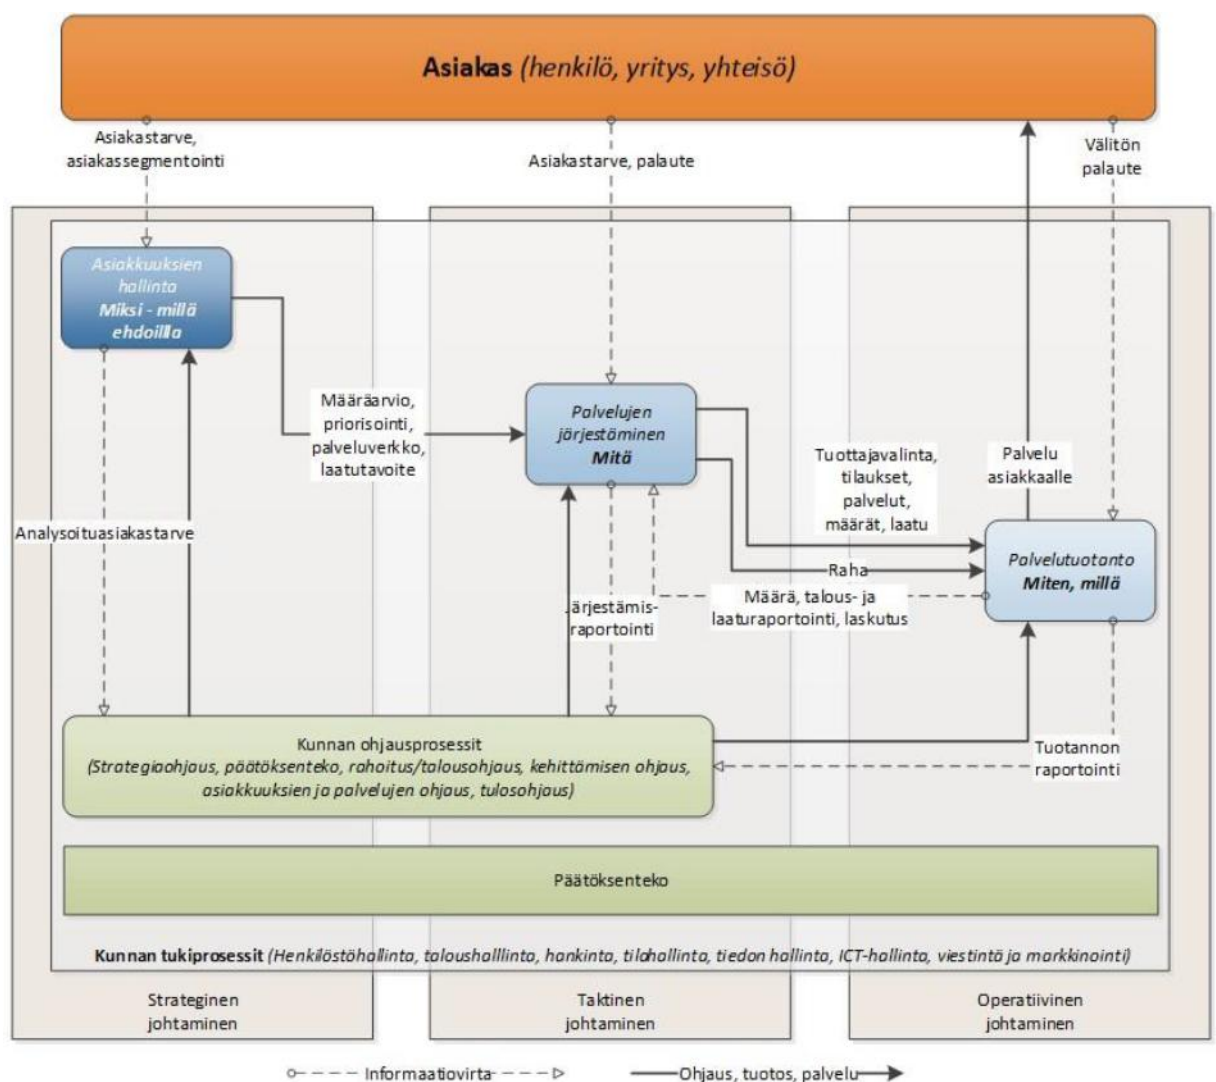 Asiakas (henkilö, yritys, yhteisö)
Asiakastarve,
asiakassegmentointi
Asiakastarve, palaute
Välitön
palaute
Asiakkuuksien
hallinta
Miksi - millä
ehdoillla
Määräarvio,
priorisointi,
palveluverkko,
laatutavoite
Palvelujen
järjestäminen
Mitä
Tuottajavalinta,
tilaukset,
palvelut,
määrät, laatu
Palvelu
asiakkaalle
Analysoituasiakastarve
Raha
Palvelutuotanto
Miten, millä
Järjestämis-
raportointi
Määrä, talous- ja
laaturaportointi, laskutus
Kunnan ohjausprosessit
(Strategiaohjaus, päätöksenteko, rahoitus/talousohjaus, kehittämisen ohjaus,
asiakkuuksien ja palvelujen ohjaus, tulosohjaus)
Tuotannon
raportointi
Päätöksenteko
Kunnan tukiprosessit (Henkilöstöhallinta, taloushalllinta, hankinta, tilahallinta, tiedon hallinta, ICT-hallinta, viestintä ja markkinointi)
Strateginen
johtaminen
Taktinen
johtaminen
Operatiivinen
johtaminen
Informaatiovirta
Ohjaus, tuotos, palvelu